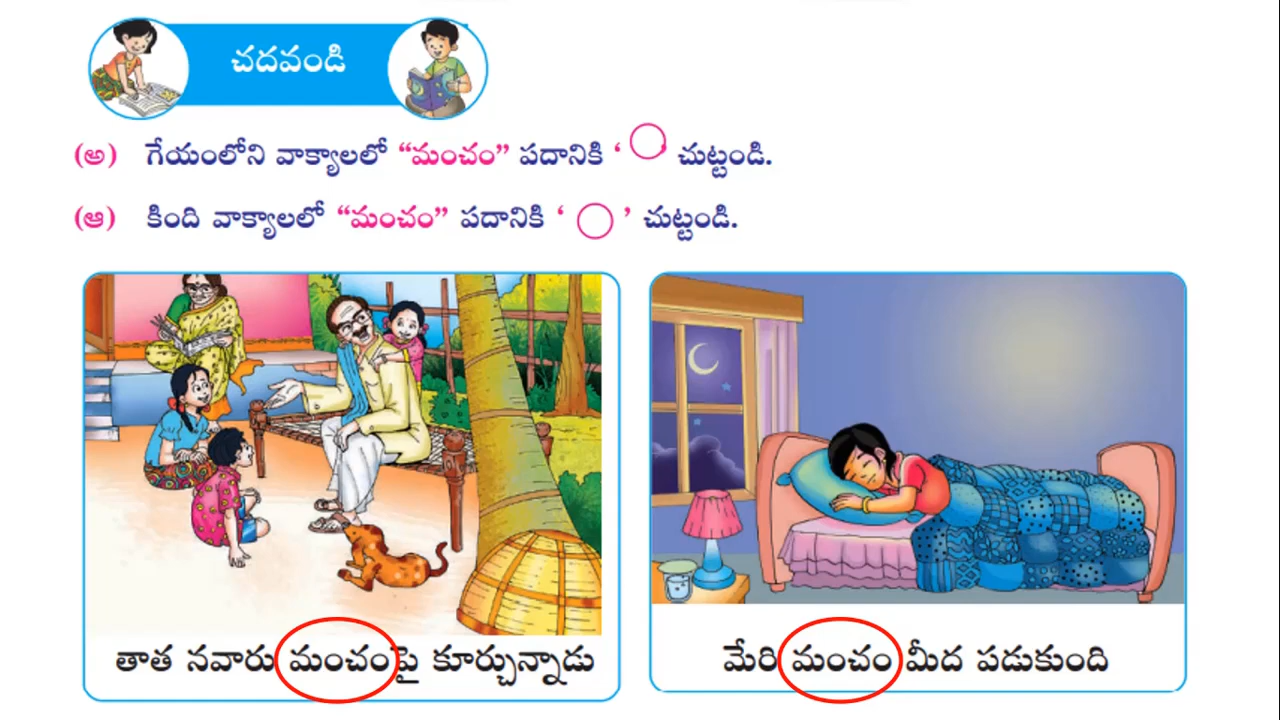 చదవండి
(అ) గేయంలోని వాక్యాలలో “మంచం” పదానికి ‘ చుట్టండి.
(ఆ) కింది వాక్యాలలో “మంచం” పదానికి ‘ ’ చుట్టండి.
తాత నవారు మంచంపై కూర్చున్నాడు
మేరి మంచం మీద పడుకుంది